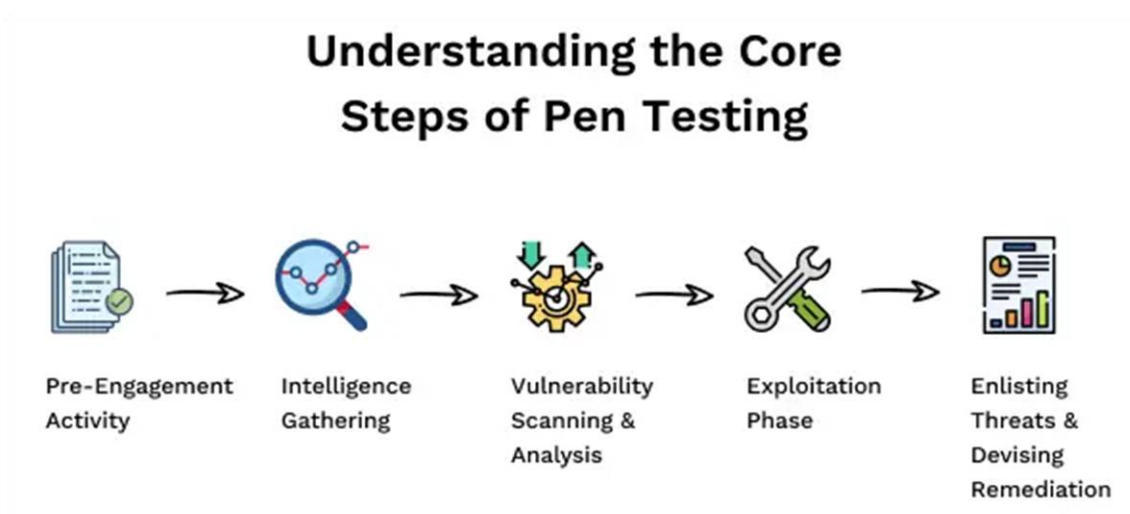 Understanding the Core
Steps of Pen Testing
Pre-Engagement
Activity
Intelligence
Gathering
Vulnerability
Scanning &
Analysis
Exploitation
Phase
Enlisting
Threats &
Devising
Remediation